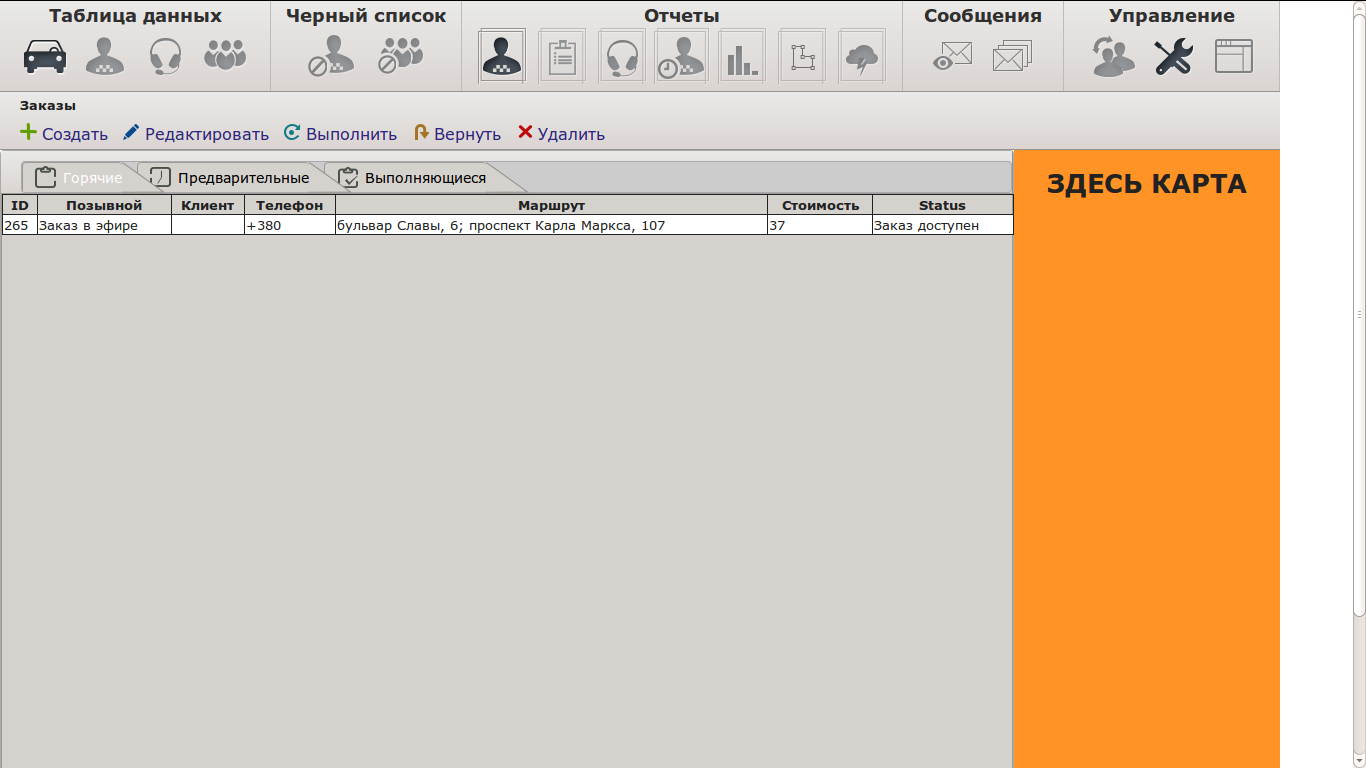 Таблица данных Черный список Отчеты Сообщения Управление
Заказы
Создать Редактировать Выполнить Вернуть Удалить
Горячие Предварительные Выполняющиеся
ЗДЕСЬ КАРТА
ID Позывной Клиент Телефон Маршрут Стоимость Status
265 Заказ в эфире +380 бульвар Славы, 6; проспект Карла Маркса, 107 37 Заказ доступен